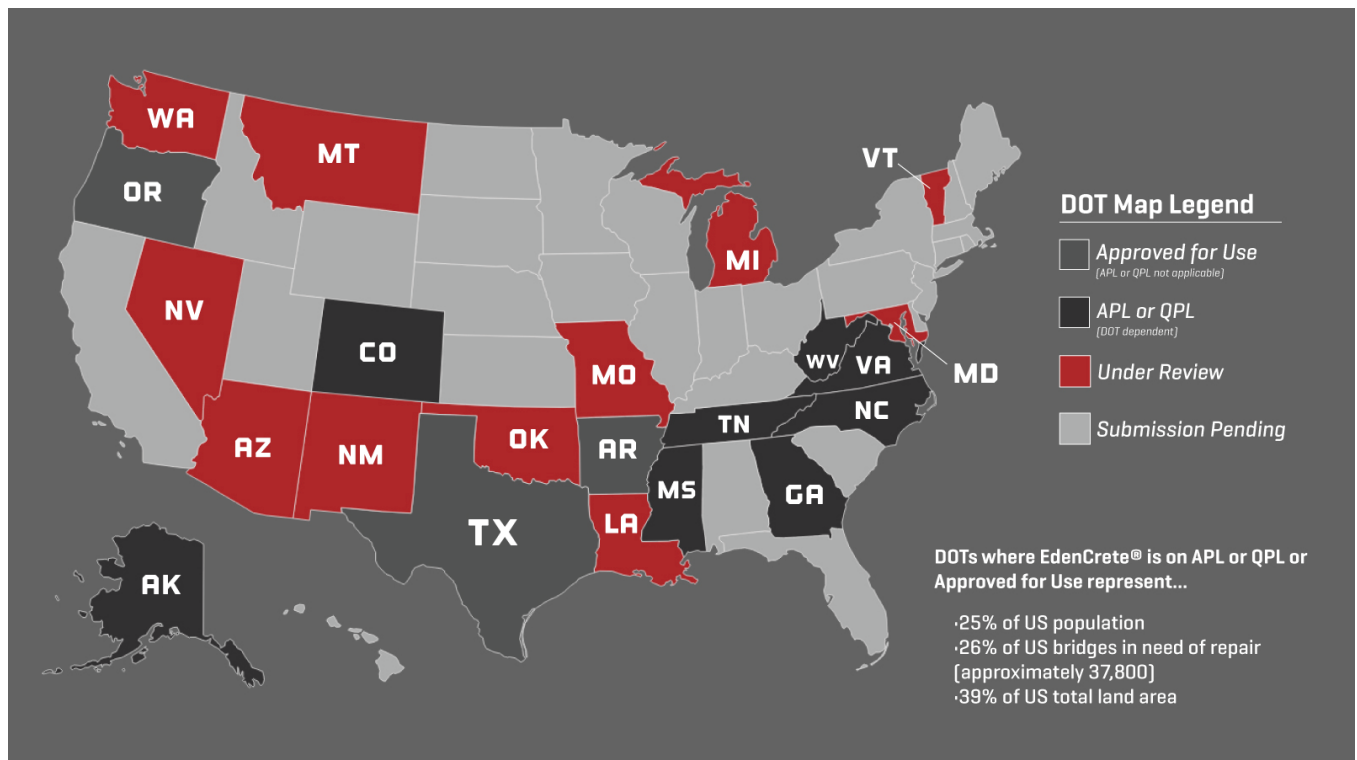 WA
MT
VT
OR
MI
NV
CO
MO
WV
VA
MD
TN
NC
AZ
NM
OK
AR
MS
GA
LA
TX
AK
DOT Map Legend
Approved for Use
(APL or QPL not applicable)
APL or QPL
(DOT dependent)
Under Review
Submission Pending
DOTs where EdenCrete® is on APL or QPL or
Approved for Use represent...
·25% of US population
·26% of US bridges in need of repair
(approximately 37,800)
·39% of US total land area